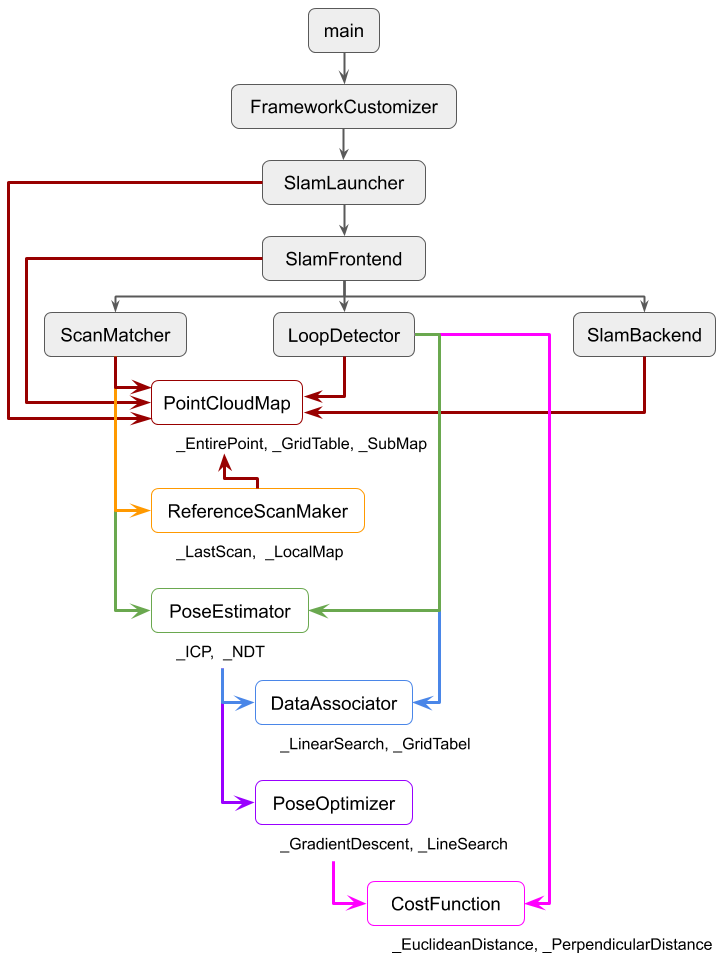 main
FrameworkCustomizer
SlamLauncher
SlamFrontend
ScanMatcher
LoopDetector
SlamBackend
PointCloudMap
_EntirePoint, _GridTable, _SubMap
ReferenceScanMaker
_LastScan, _LocalMap
PoseEstimator
_ICP, _NDT
DataAssociator
_LinearSearch, _GridTabel
PoseOptimizer
_GradientDescent, _LineSearch
CostFunction
_EuclideanDistance, _PerpendicularDistance